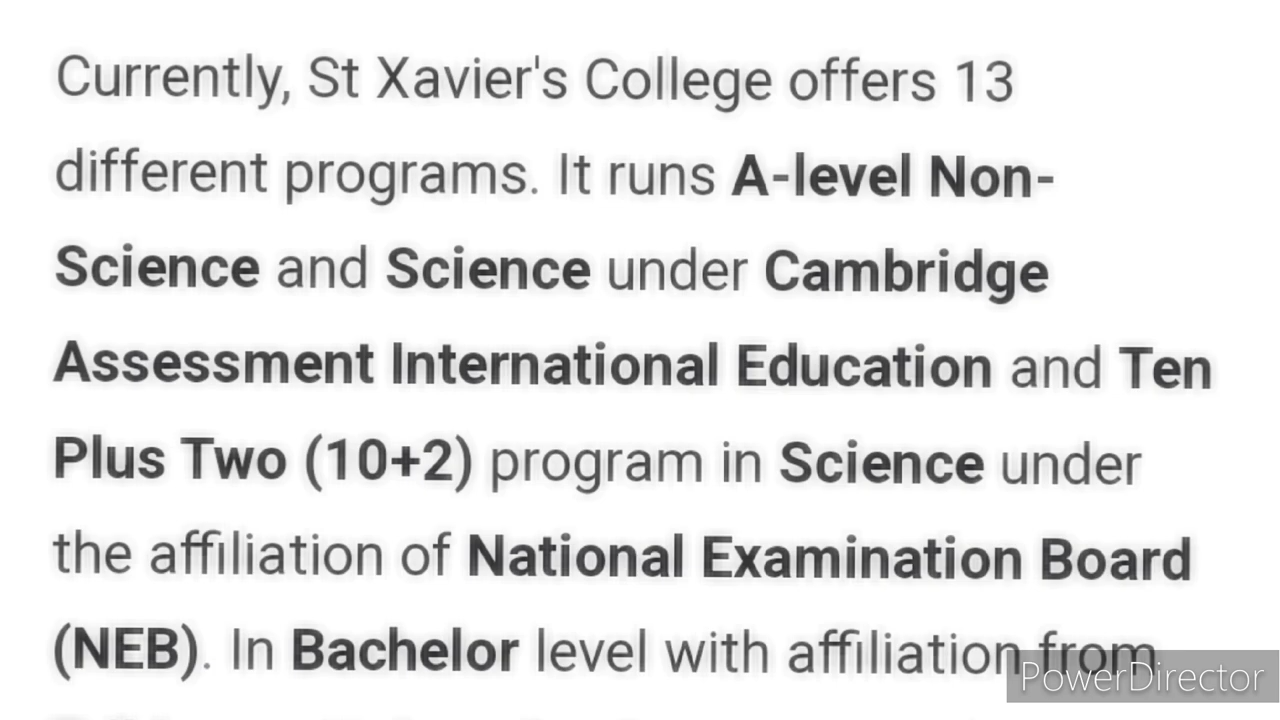 Currently, St Xavier's College offers 13
different programs. It runs A-level Non-
Science and Science under Cambridge
Assessment International Education and Ten
Plus Two (10+2) program in Science under
the affiliation of National Examination Board
(NEB). In Bachelor level with affiliation from
PowerDirector